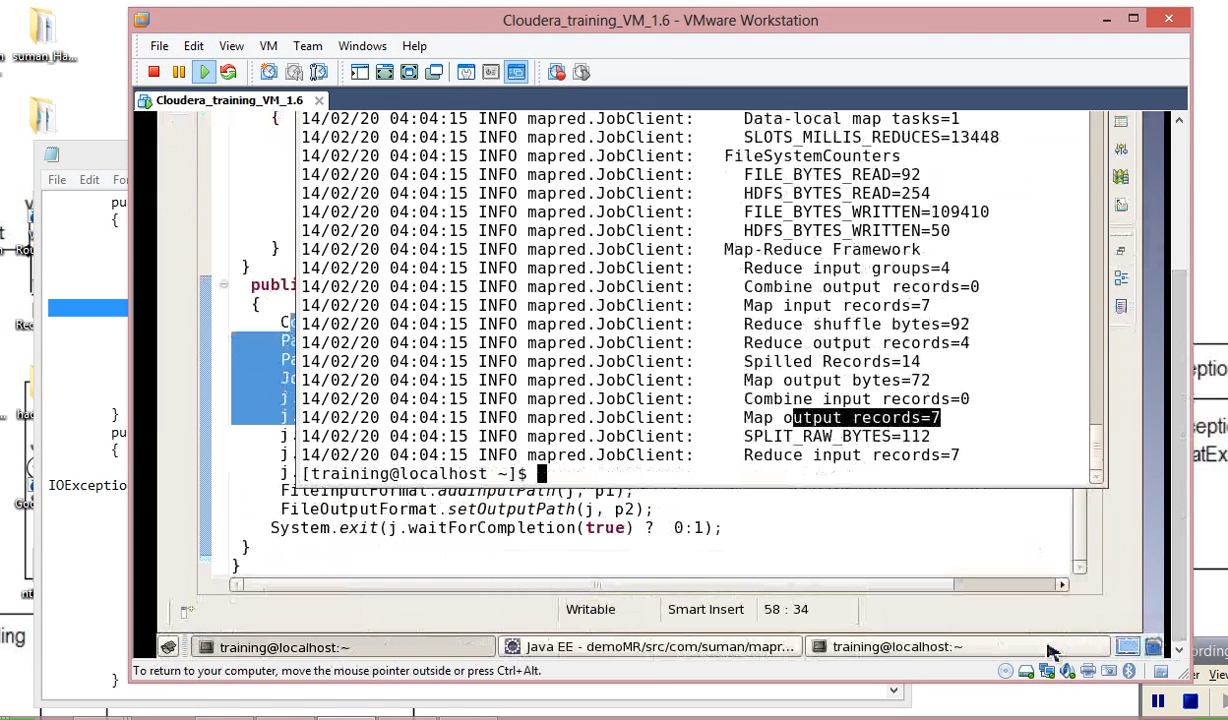 suman_Ha...
Cloudera_training_VM_1.6 - VMware Workstation
File Edit View VM Team Windows Help
Cloudera_training_VM_1.6
{
14/02/20 04:04:15 INFO mapred.JobClient: Data-local map tasks=1
14/02/20 04:04:15 INFO mapred.JobClient: SLOTS_MILLIS_REDUCES=13448
14/02/20 04:04:15 INFO mapred.JobClient: FileSystemCounters
14/02/20 04:04:15 INFO mapred.JobClient: FILE_BYTES_READ=92
14/02/20 04:04:15 INFO mapred.JobClient: HDFS_BYTES_READ=254
14/02/20 04:04:15 INFO mapred.JobClient: FILE_BYTES_WRITTEN=109410
14/02/20 04:04:15 INFO mapred.JobClient: HDFS_BYTES_WRITTEN=50
} 14/02/20 04:04:15 INFO mapred.JobClient: Map-Reduce Framework
} 14/02/20 04:04:15 INFO mapred.JobClient: Reduce input groups=4
publi 14/02/20 04:04:15 INFO mapred.JobClient: Combine output records=0
{ 14/02/20 04:04:15 INFO mapred.JobClient: Map input records=7
14/02/20 04:04:15 INFO mapred.JobClient: Reduce shuffle bytes=92
14/02/20 04:04:15 INFO mapred.JobClient: Reduce output records=4
14/02/20 04:04:15 INFO mapred.JobClient: Spilled Records=14
14/02/20 04:04:15 INFO mapred.JobClient: Map output bytes=72
14/02/20 04:04:15 INFO mapred.JobClient: Combine input records=0
14/02/20 04:04:15 INFO mapred.JobClient: Map output records=7
j. 14/02/20 04:04:15 INFO mapred.JobClient: SPLIT_RAW_BYTES=112
j. 14/02/20 04:04:15 INFO mapred.JobClient: Reduce input records=7
j. [training@localhost ~]$
FileInputFormat.addInputPath(j, p1);
FileOutputFormat.setOutputPath(j, p2);
System.exit(j.waitForCompletion(true) ? 0:1);
}
}
Writable Smart Insert 58 : 34
training@localhost:~ Java EE - demoMR/src/com/suman/mapr... training@localhost:~
To return to your computer, move the mouse pointer outside or press Ctrl+Alt.
File Edit Fo
pu
{
}
pu
{
IOException
}